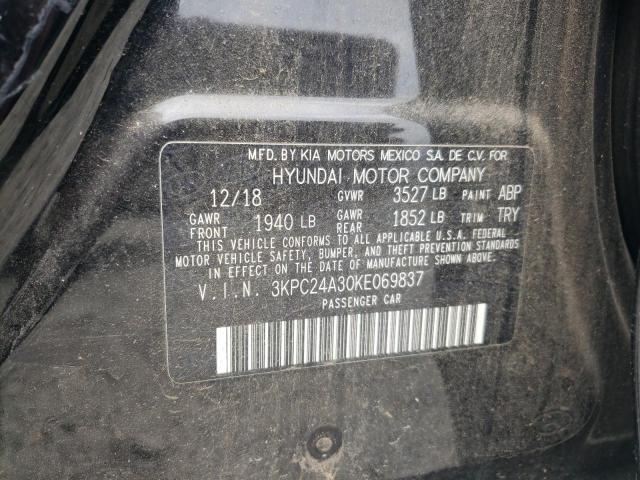 MFD. BY KIA MOTORS MEXICO S.A. DE C.V. FOR
HYUNDAI MOTOR COMPANY
12/18 GVWR 3527 LB PAINT ABP
GAWR FRONT 1940 LB GAWR REAR 1852 LB TRIM TRY
THIS VEHICLE CONFORMS TO ALL APPLICABLE U.S.A. FEDERAL
MOTOR VEHICLE SAFETY, BUMPER, AND THEFT PREVENTION STANDARDS
IN EFFECT ON THE DATE OF MANUFACTURE SHOWN ABOVE.
V.I.N. 3KPC24A30KE069837
PASSENGER CAR